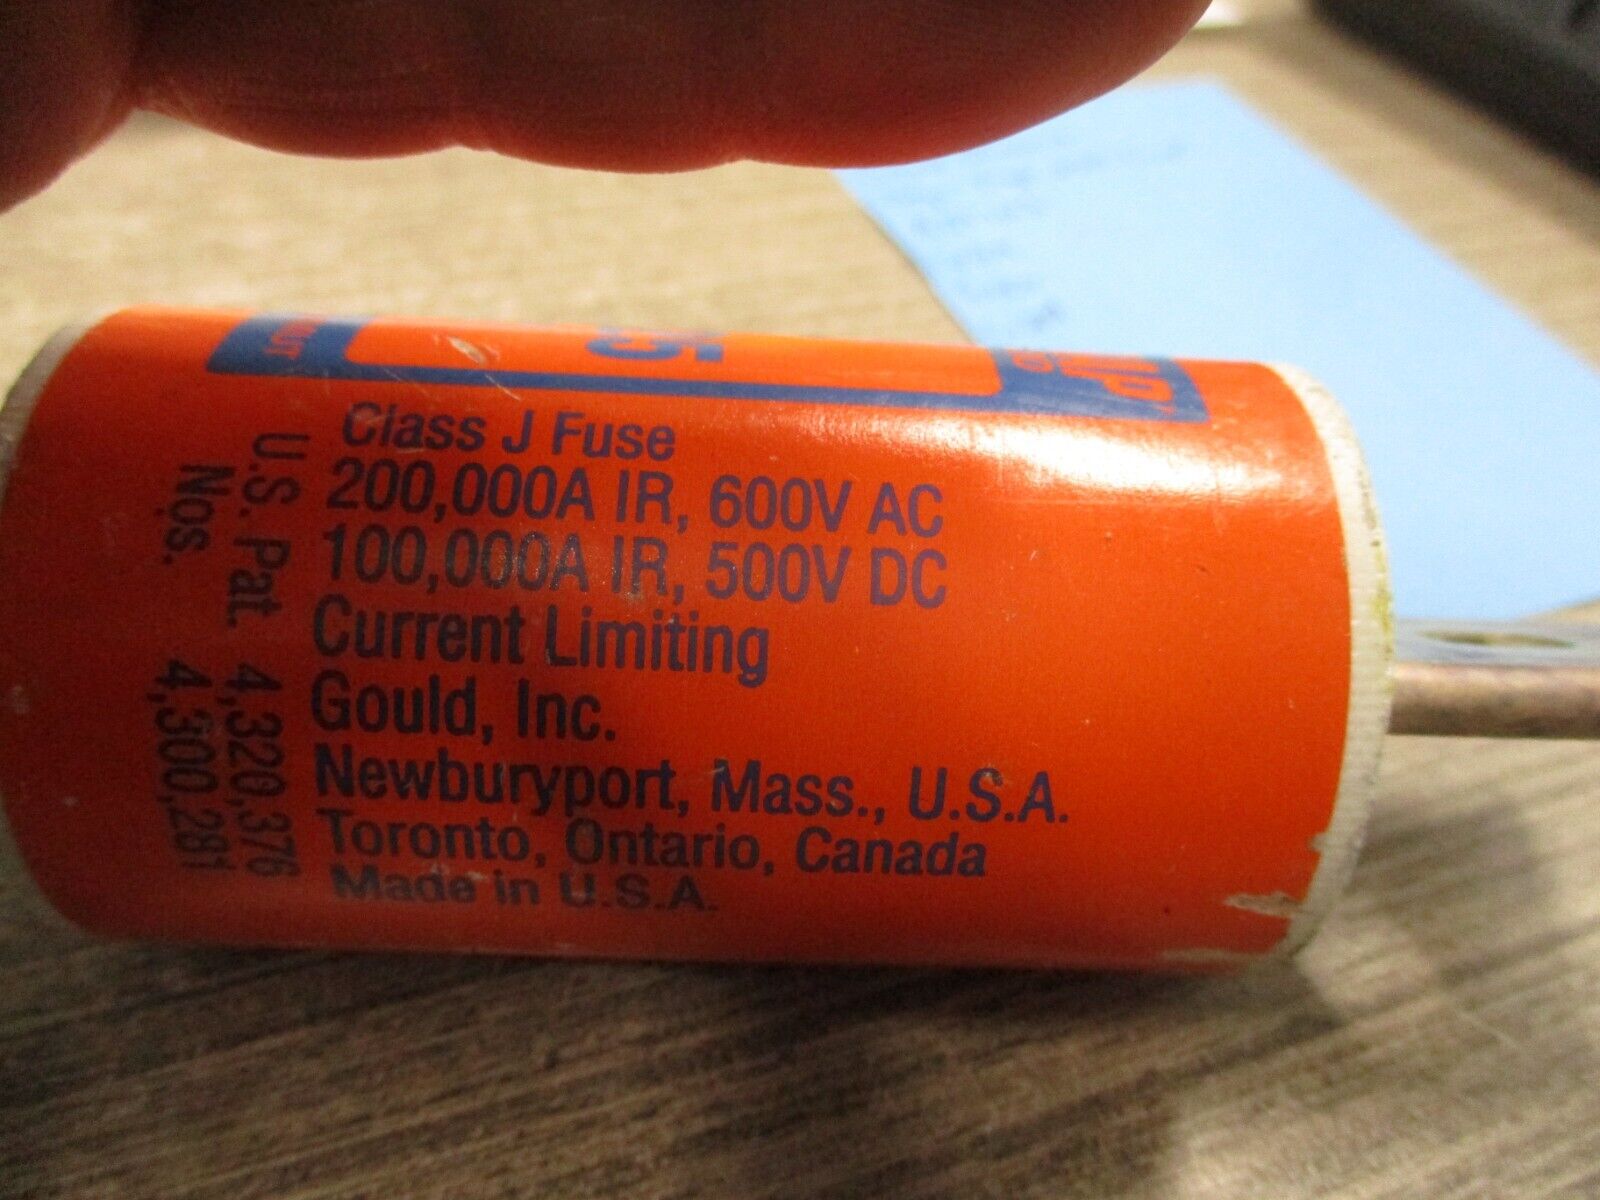 Class J Fuse
200,000A IR, 600V AC
100,000A IR, 500V DC
Current Limiting
Gould, Inc.
Newburyport, Mass., U.S.A.
Toronto, Ontario, Canada
Made in U.S.A.
U.S. Pat. 4,320,376
Nos. 4,300,281